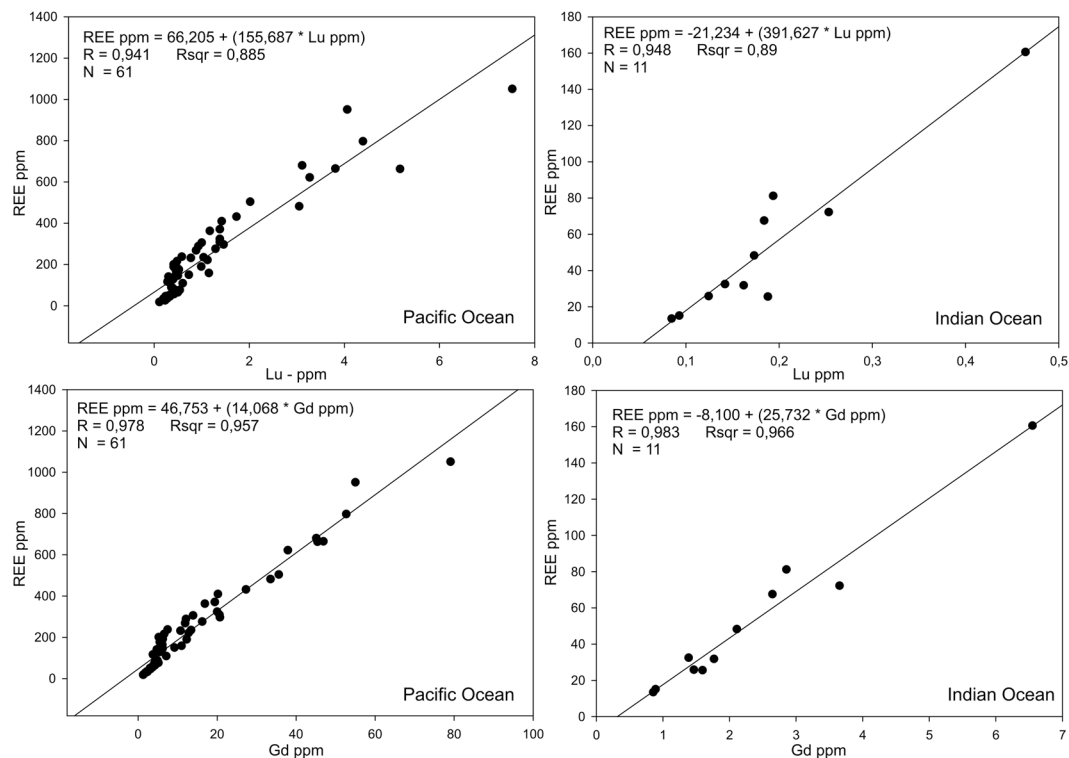 REE ppm = 66,205 + (155,687 * Lu ppm)
R = 0,941 Rsqr = 0,885
N = 61
1400
1200
1000
800
600
400
200
0
REE ppm
0 2 4 6 8
Lu - ppm
Pacific Ocean
REE ppm = -21,234 + (391,627 * Lu ppm)
R = 0,948 Rsqr = 0,89
N = 11
180
160
140
120
100
80
60
40
20
0
REE ppm
0,0 0,1 0,2 0,3 0,4 0,5
Lu ppm
Indian Ocean
REE ppm = 46,753 + (14,068 * Gd ppm)
R = 0,978 Rsqr = 0,957
N = 61
1400
1200
1000
800
600
400
200
0
REE ppm
0 20 40 60 80 100
Gd ppm
Pacific Ocean
REE ppm = -8,100 + (25,732 * Gd ppm)
R = 0,983 Rsqr = 0,966
N = 11
180
160
140
120
100
80
60
40
20
0
REE ppm
0 1 2 3 4 5 6 7
Gd ppm
Indian Ocean